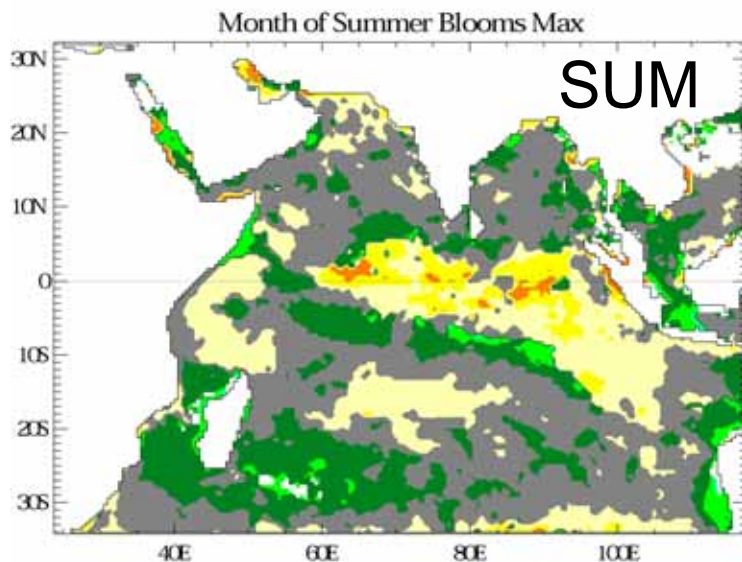 Month of Summer Blooms Max
SUM
30N
20N
10N
0
10S
20S
30S
40E
60E
80E
100E